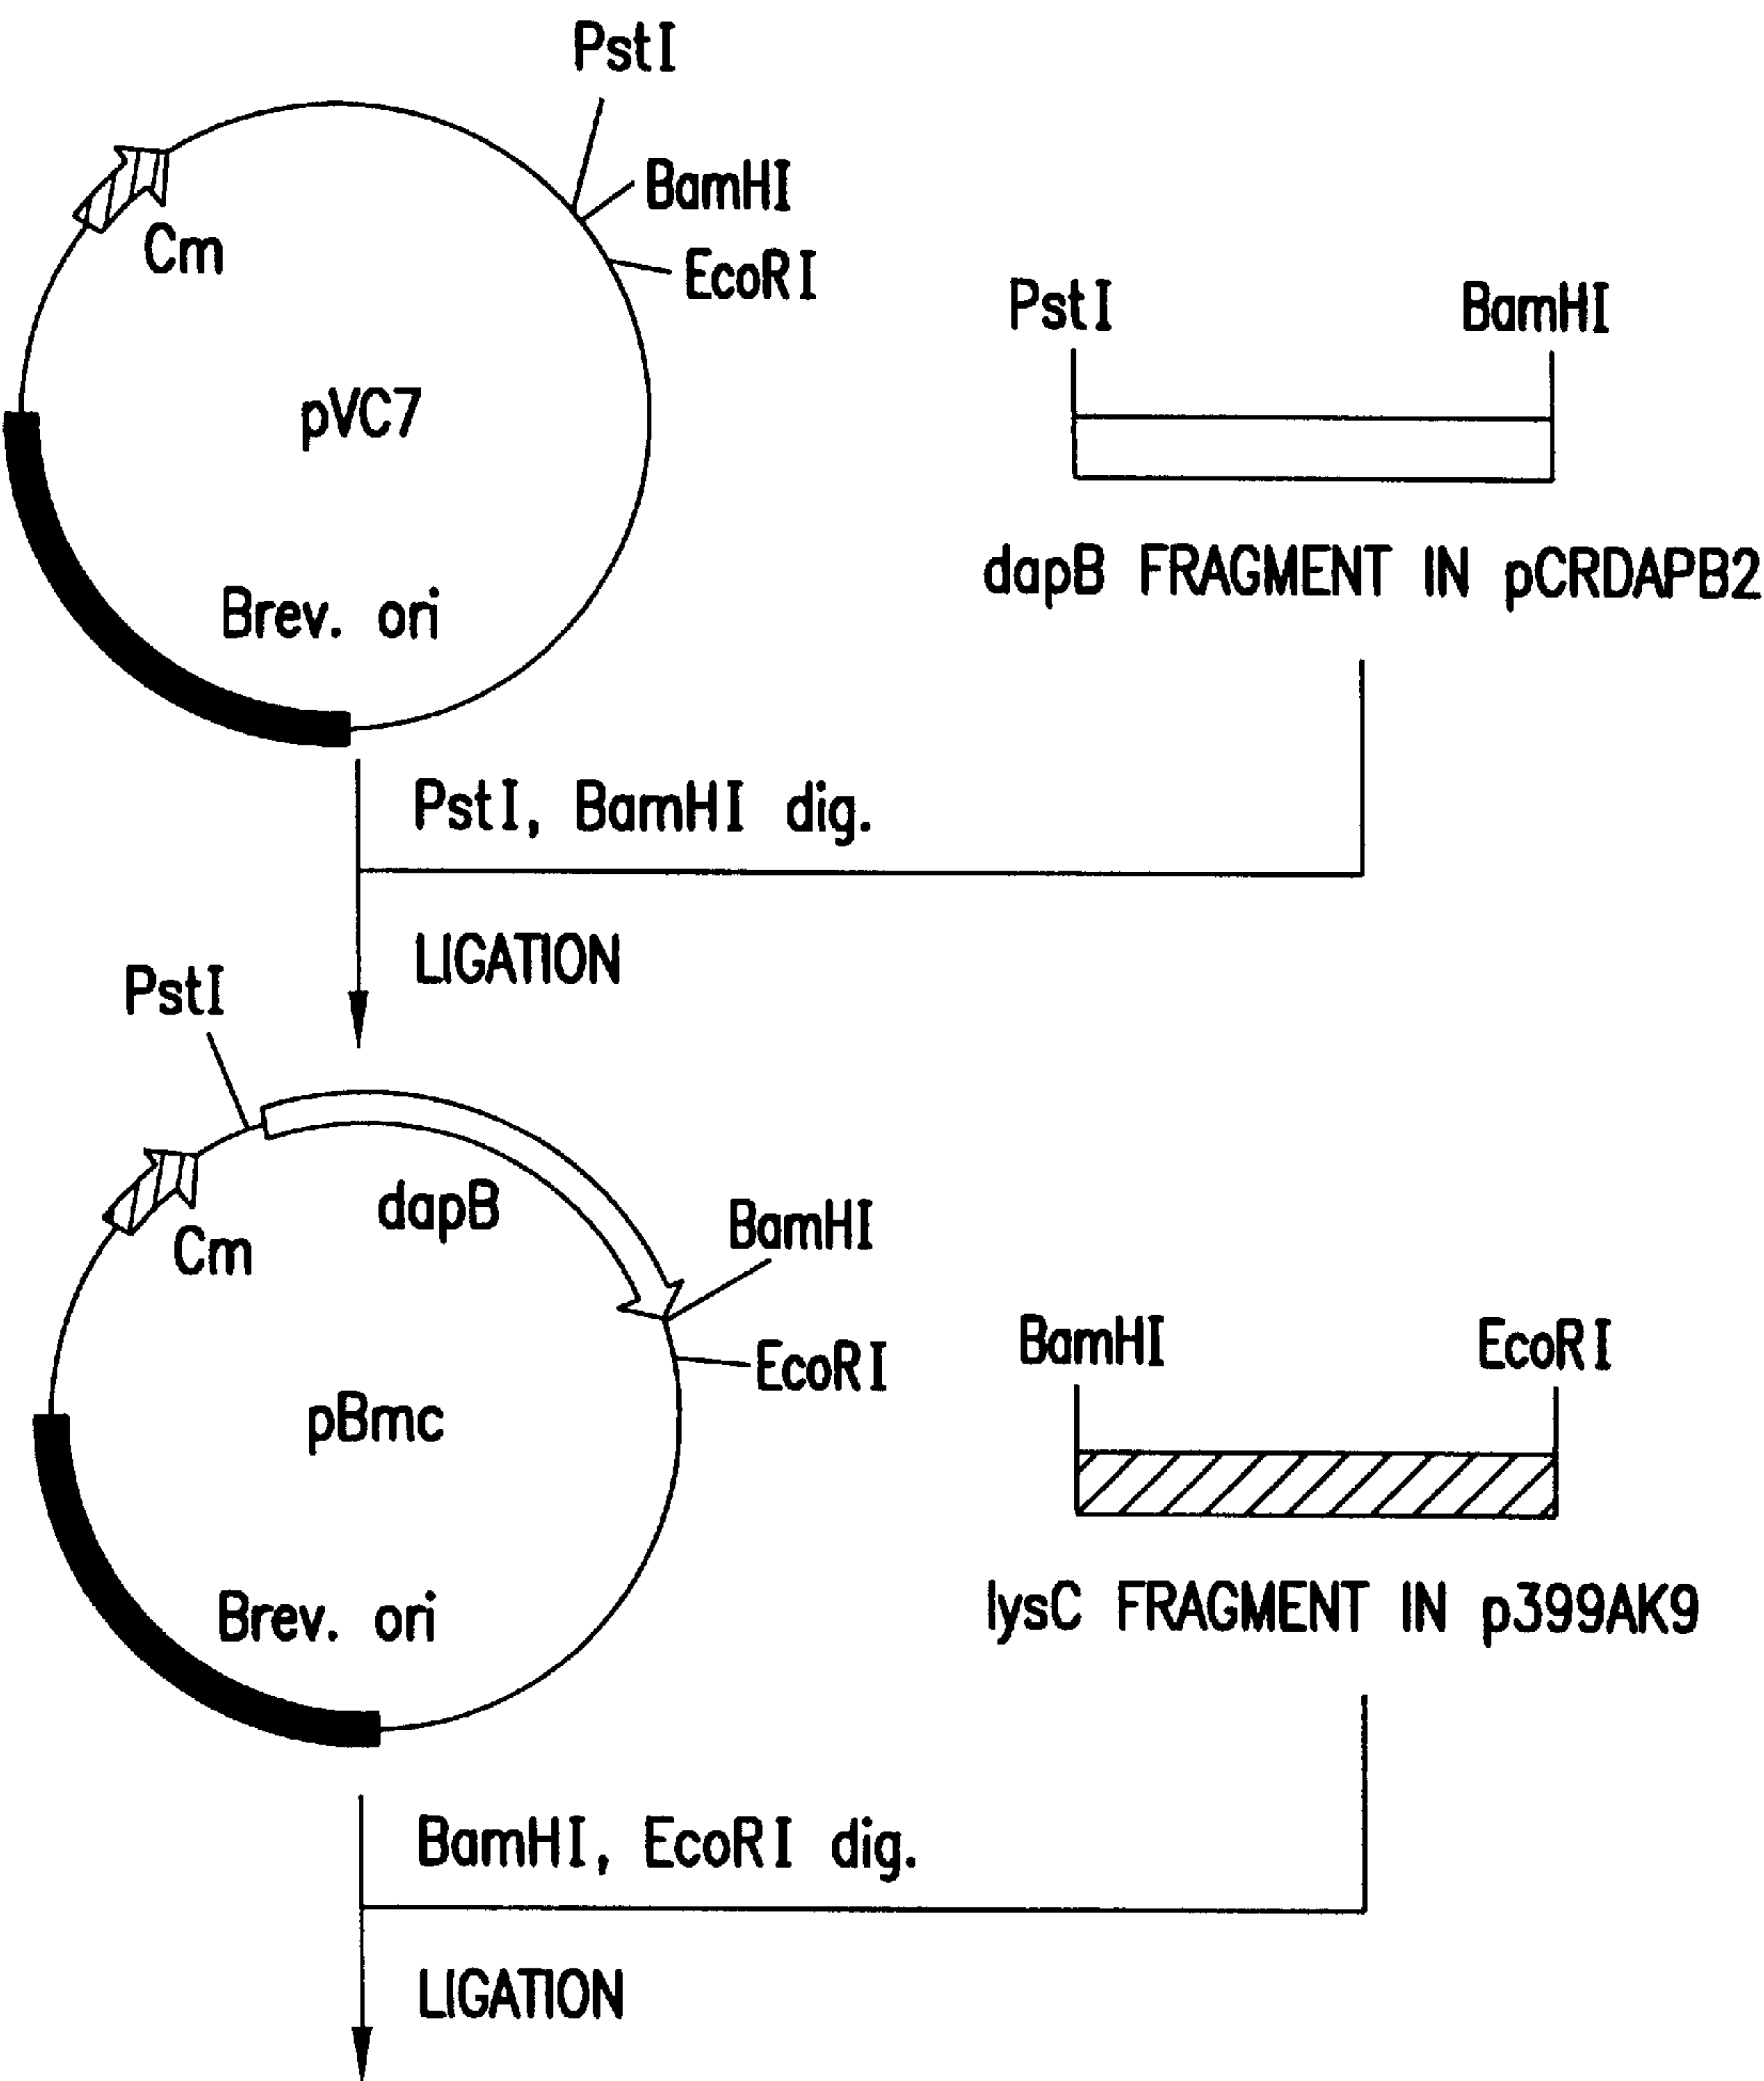 PstI
BamHI
Cm
EcoRI
PstI BamHI
pVC7
dapB FRAGMENT IN pCRDAPB2
Brev. ori
PstI, BamHI dig.
LIGATION
PstI
dapB
BamHI
Cm
BamHI EcoRI
EcoRI
pBmc
lysC FRAGMENT IN p399AK9
Brev. ori
BamHI, EcoRI dig.
LIGATION